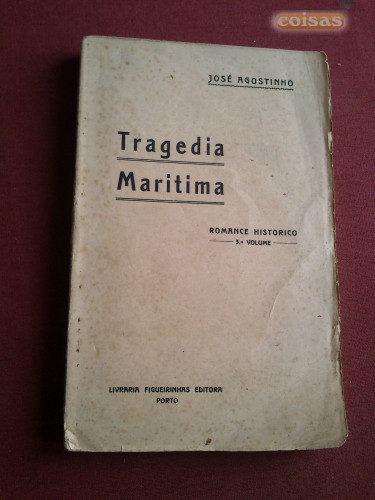 coisas
JOSÉ AGOSTINHO
Tragedia
Maritima
ROMANCE HISTORICO
3.º VOLUME
LIVRARIA FIGUEIRINHAS EDITORA
PORTO